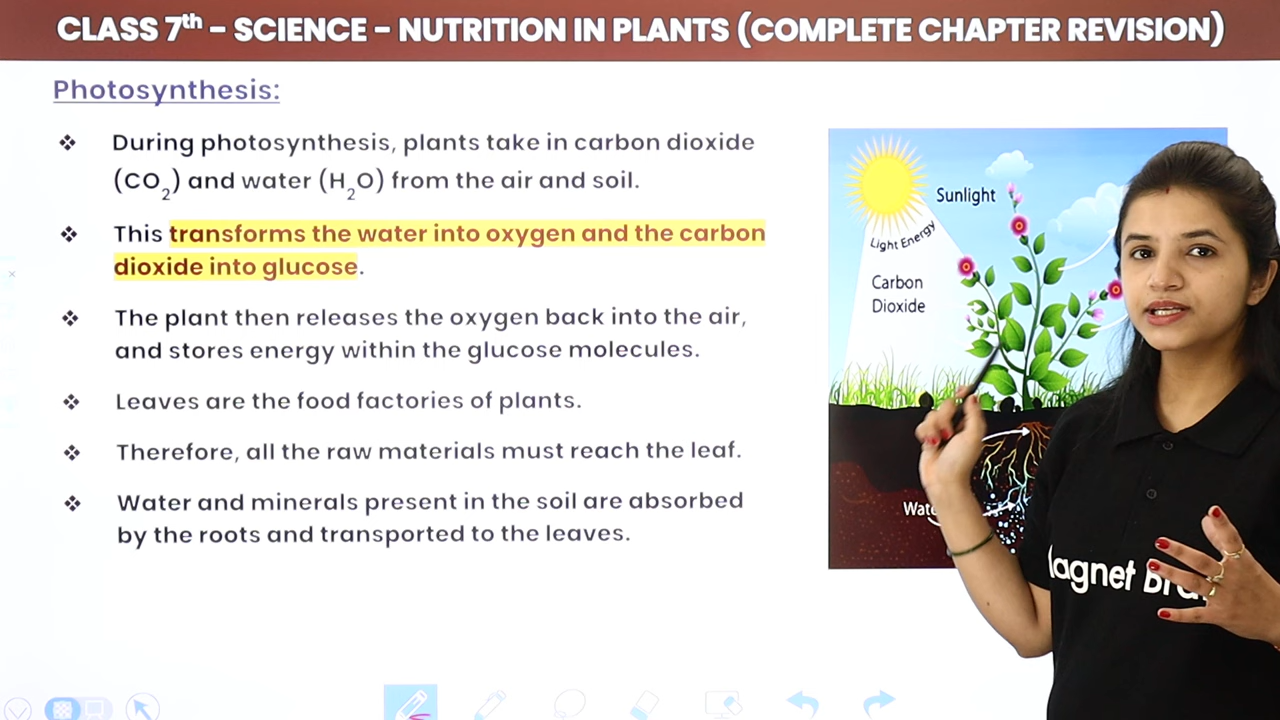 CLASS 7th – SCIENCE – NUTRITION IN PLANTS (COMPLETE CHAPTER REVISION)
Photosynthesis:
❖ During photosynthesis, plants take in carbon dioxide
(CO2) and water (H2O) from the air and soil.
❖ This transforms the water into oxygen and the carbon
dioxide into glucose.
❖ The plant then releases the oxygen back into the air,
and stores energy within the glucose molecules.
❖ Leaves are the food factories of plants.
❖ Therefore, all the raw materials must reach the leaf.
❖ Water and minerals present in the soil are absorbed
by the roots and transported to the leaves.
Sunlight
Light Energy
Carbon
Dioxide